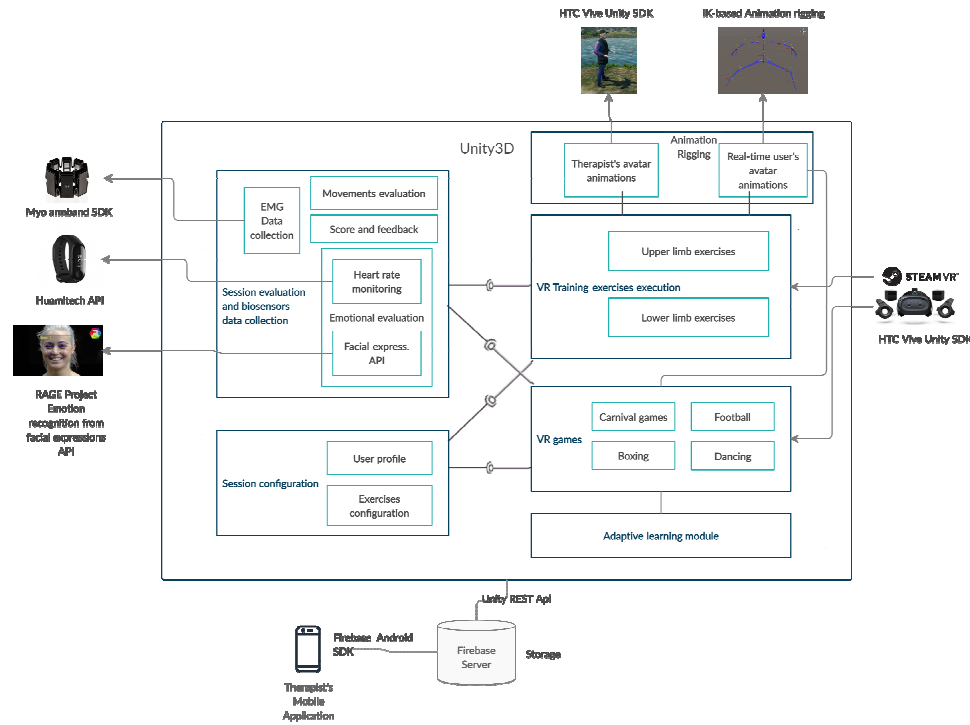 HTC Vive Unity SDK
IK-based Animation rigging
Unity3D
Animation
Rigging
Therapist's avatar
animations
Real-time user's
avatar
animations
Myo armband SDK
EMG
Data
collection
Movements evaluation
Score and feedback
Huamitech API
Session evaluation
and biosensors
data collection
Heart rate
monitoring
Emotional evaluation
Facial express.
API
RAGE Project
Emotion
recognition from
facial expressions
API
VR Training exercises execution
Upper limb exercises
Lower limb exercises
STEAMVR
HTC Vive Unity SDK
Session configuration
User profile
Exercises
configuration
VR games
Carnival games
Football
Boxing
Dancing
Adaptive learning module
Unity REST Api
Firebase Android
SDK
Firebase
Server
Storage
Therapist's
Mobile
Application